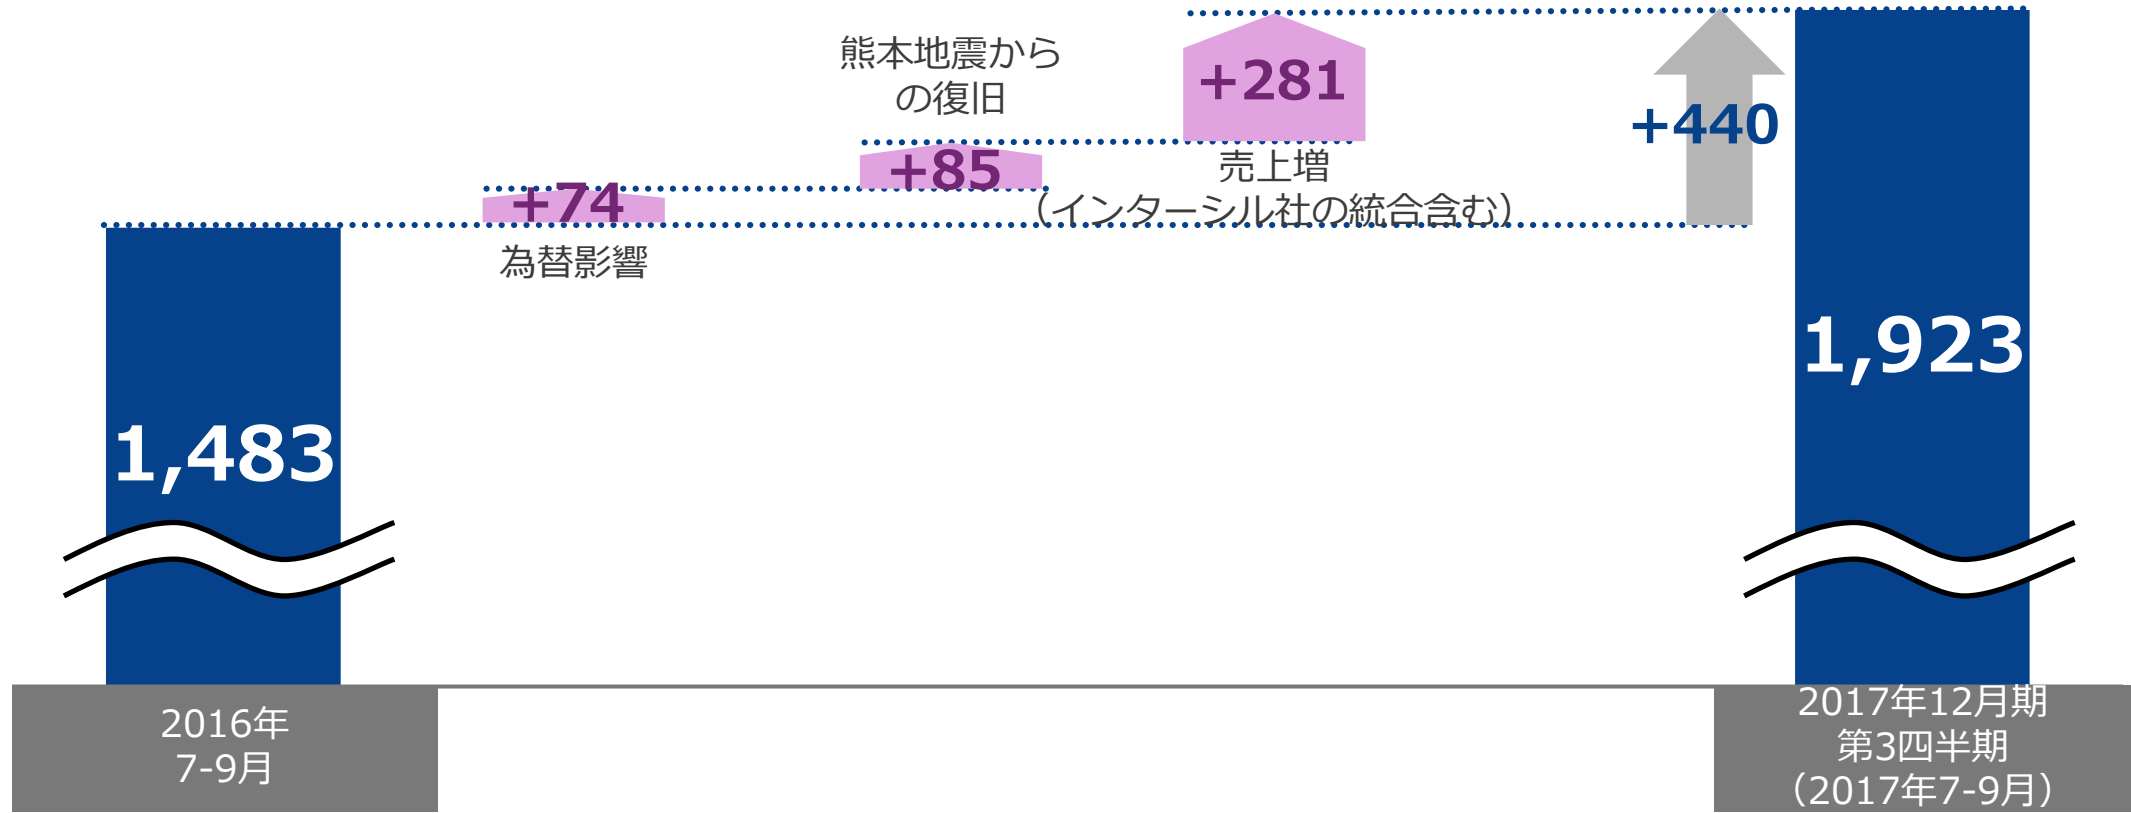 熊本地震から
の復旧
+281
+440
+85
売上増
（インターシル社の統合含む）
+74
為替影響
1,483
1,923
2016年
7-9月
2017年12月期
第3四半期
（2017年7-9月）